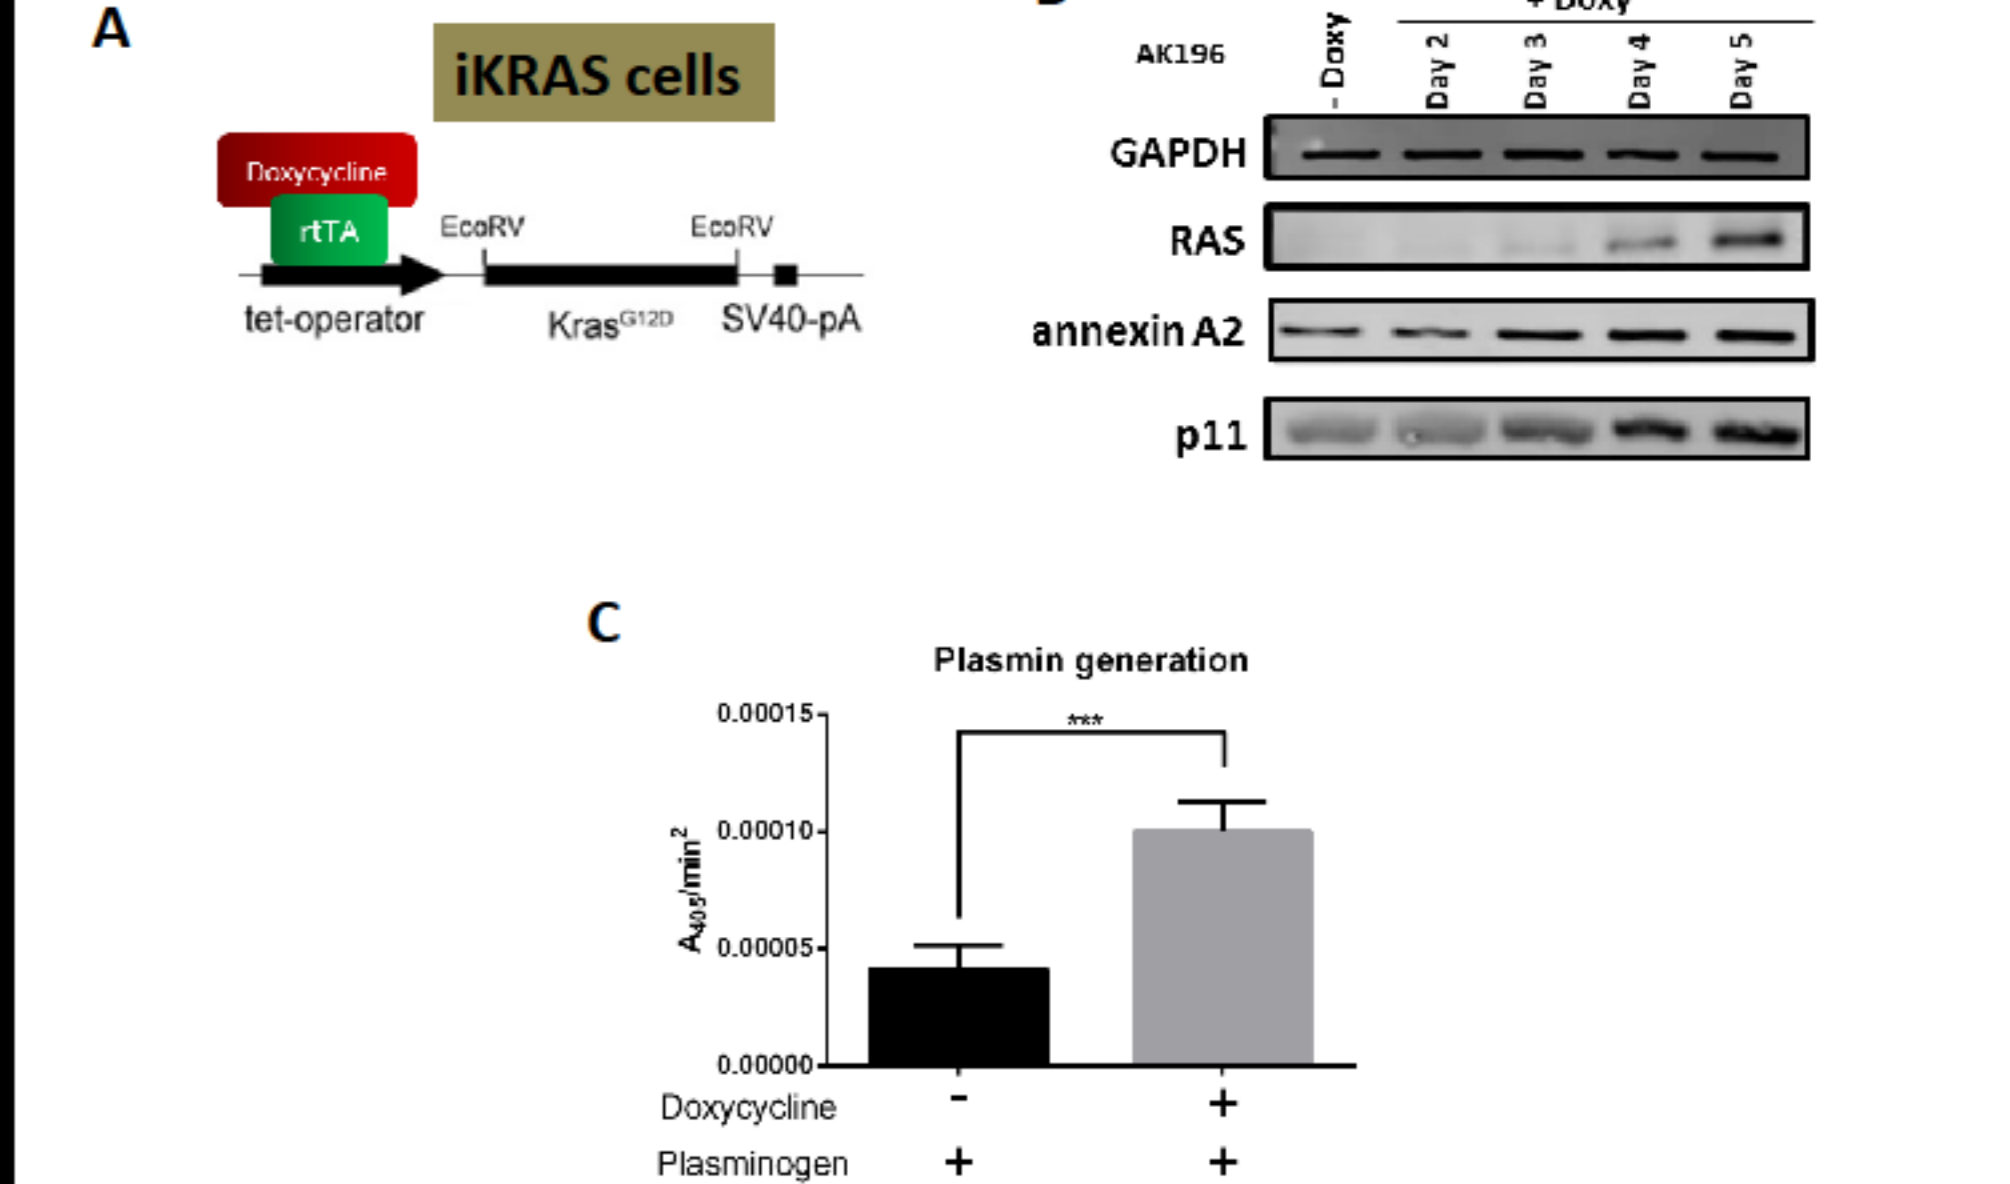 A
iKRAS cells
Doxycycline
rtTA
EcoRV EcoRV
tet-operator KrasG12D SV40-pA
+ Doxy
AK196 - Doxy Day 2 Day 3 Day 4 Day 5
GAPDH
RAS
annexin A2
p11
C
Plasmin generation
***
0.00015
0.00010
0.00005
0.00000
A405/min2
Doxycycline - +
Plasminogen + +